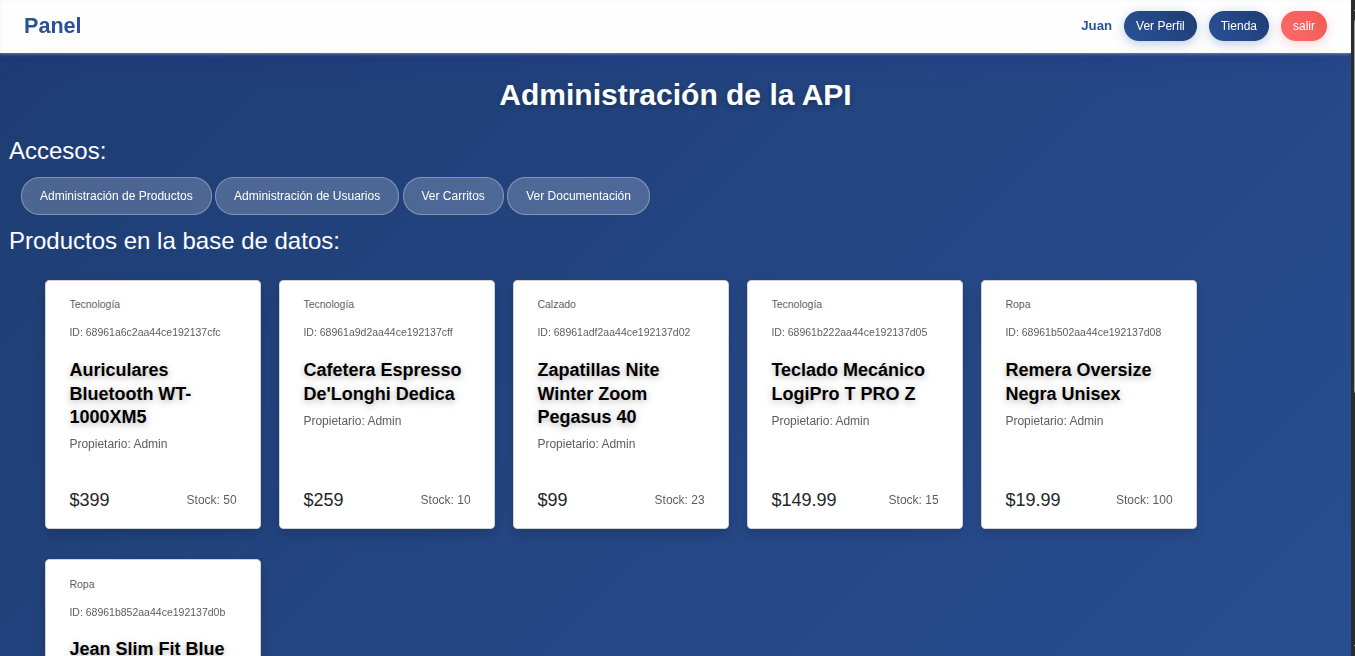 Panel
Juan
Ver Perfil
Tienda
salir
Administración de la API
Accesos:
Administración de Productos
Administración de Usuarios
Ver Carritos
Ver Documentación
Productos en la base de datos:
Tecnología
ID: 68961a6c2aa44ce192137cfc
Auriculares
Bluetooth WT-
1000XM5
Propietario: Admin
$399
Stock: 50
Tecnología
ID: 68961a9d2aa44ce192137cff
Cafetera Espresso
De'Longhi Dedica
Propietario: Admin
$259
Stock: 10
Calzado
ID: 68961adf2aa44ce192137d02
Zapatillas Nite
Winter Zoom
Pegasus 40
Propietario: Admin
$99
Stock: 23
Tecnología
ID: 68961b222aa44ce192137d05
Teclado Mecánico
LogiPro T PRO Z
Propietario: Admin
$149.99
Stock: 15
Ropa
ID: 68961b502aa44ce192137d08
Remera Oversize
Negra Unisex
Propietario: Admin
$19.99
Stock: 100
Ropa
ID: 68961b852aa44ce192137d0b
Jean Slim Fit Blue